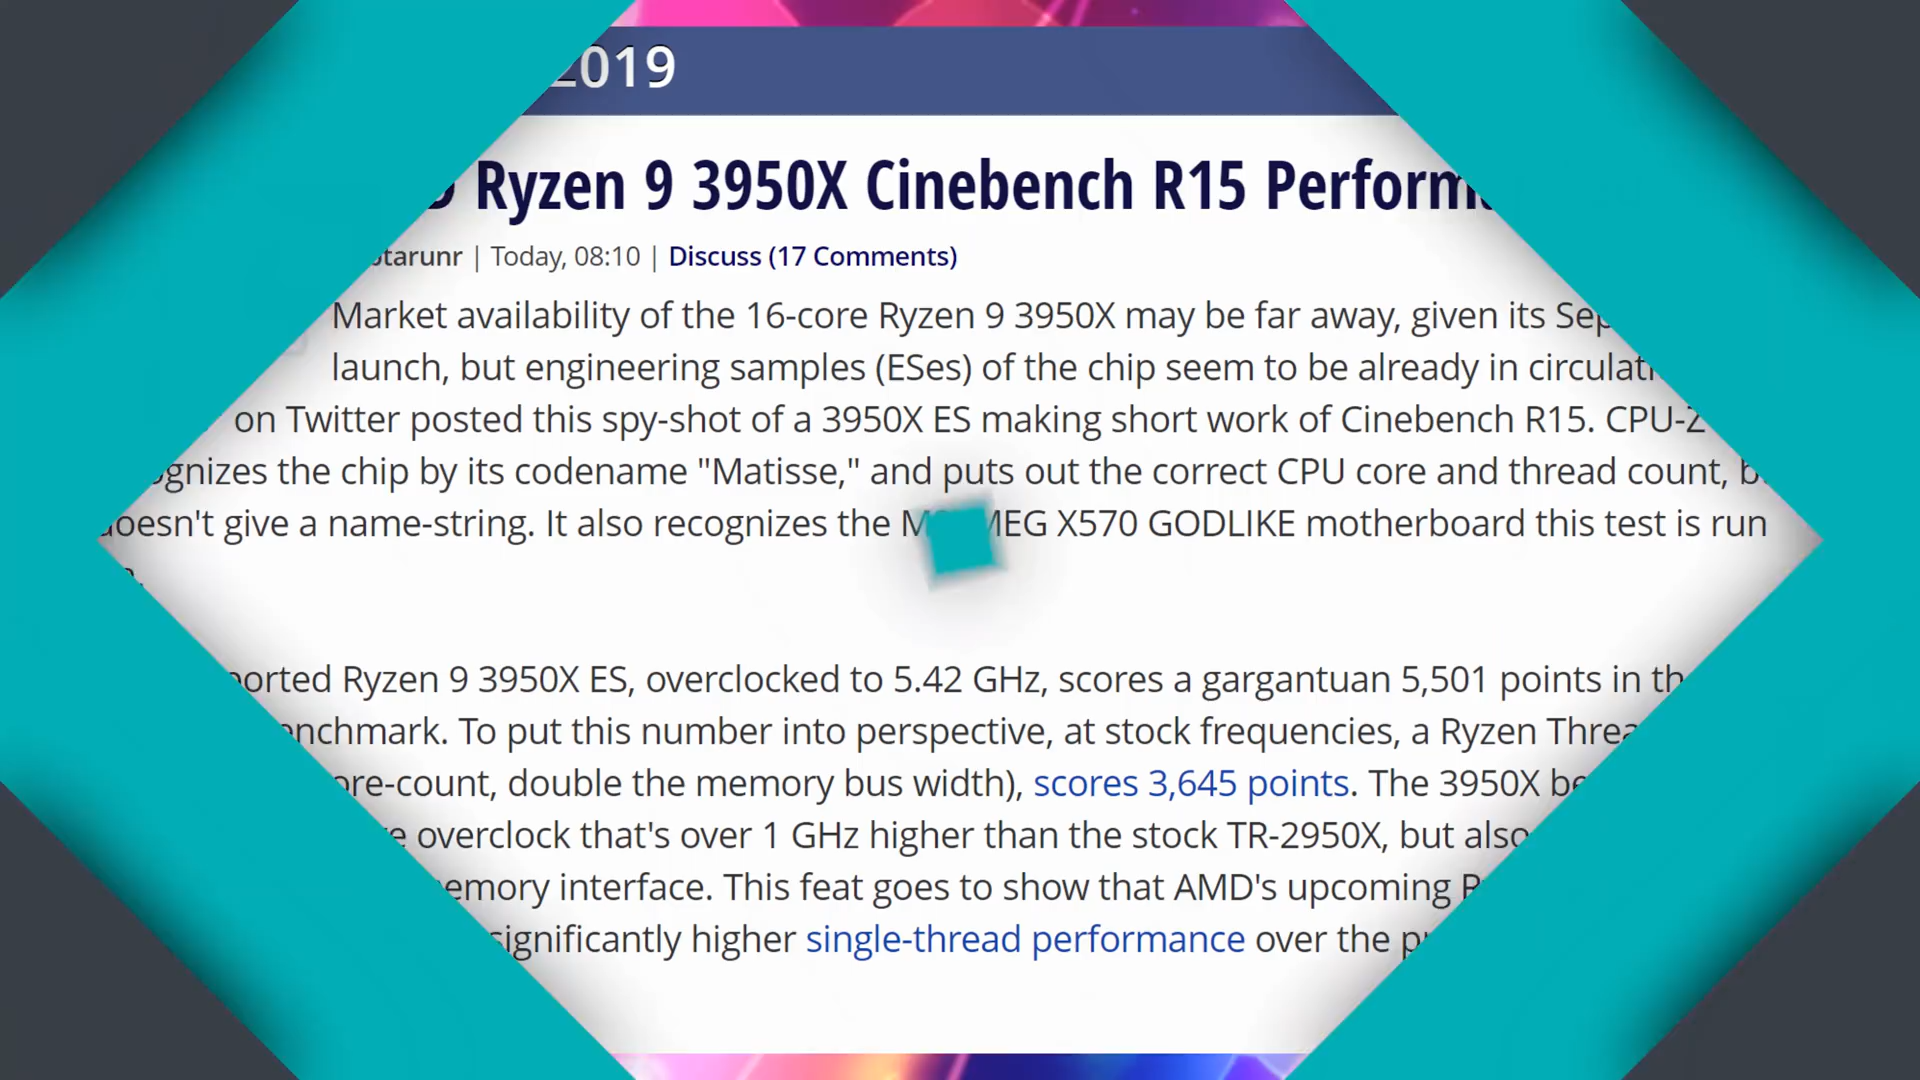 2019
Ryzen 9 3950X Cinebench R15
| Today, 08:10 | Discuss (17 Comments)
Market availability of the 16-core Ryzen 9 3950X may be far away, given its
launch, but engineering samples (ESes) of the chip seem to be already in
on Twitter posted this spy-shot of a 3950X ES making short work of Cinebench R15. CPU-Z
the chip by its codename "Matisse," and puts out the correct CPU core and thread count,
doesn't give a name-string. It also recognizes the MEG X570 GODLIKE motherboard this test is run
Ryzen 9 3950X ES, overclocked to 5.42 GHz, scores a gargantuan 5,501 points in
To put this number into perspective, at stock frequencies, a Ryzen
double the memory bus width), scores 3,645 points. The 3950X
overclock that's over 1 GHz higher than the stock TR-2950X, but also
memory interface. This feat goes to show that AMD's upcoming
significantly higher single-thread performance over the